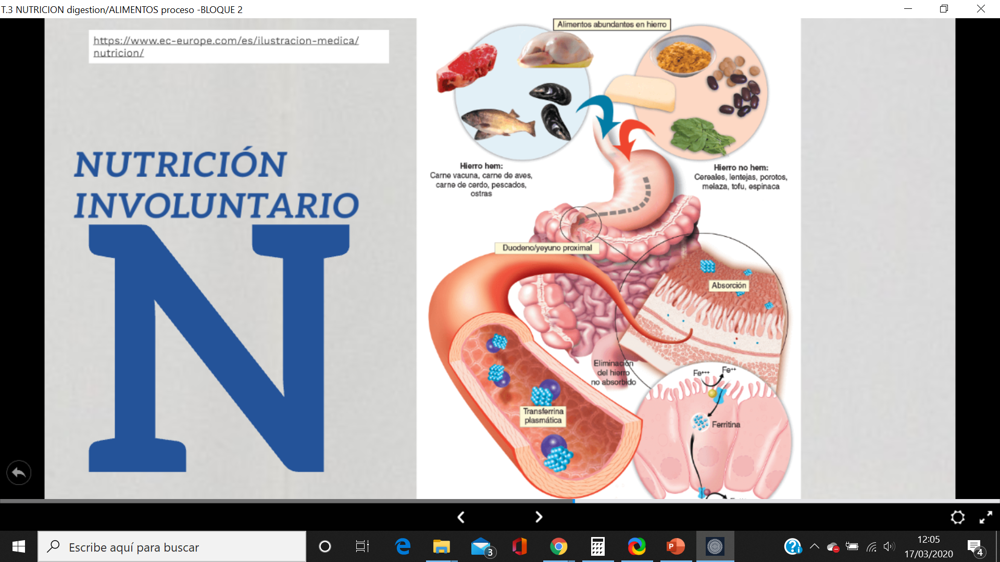 T.3 NUTRICION digestion/ALIMENTOS proceso -BLOQUE 2
https://www.ec-europe.com/es/ilustracion-medica/
nutricion/
NUTRICIÓN
INVOLUNTARIO
N
Alimentos abundantes en hierro
Hierro hem:
Carne vacuna, carne de aves,
carne de cerdo, pescados,
ostras
Hierro no hem:
Cereales, lentejas, porotos,
melaza, tofu, espinaca
Duodeno/yeyuno proximal
Absorción
Eliminación
del hierro
no absorbido
Fe+++
Fe++
Transferrina
plasmática
Ferritina
Escribe aquí para buscar
3
P
12:05
17/03/2020
4